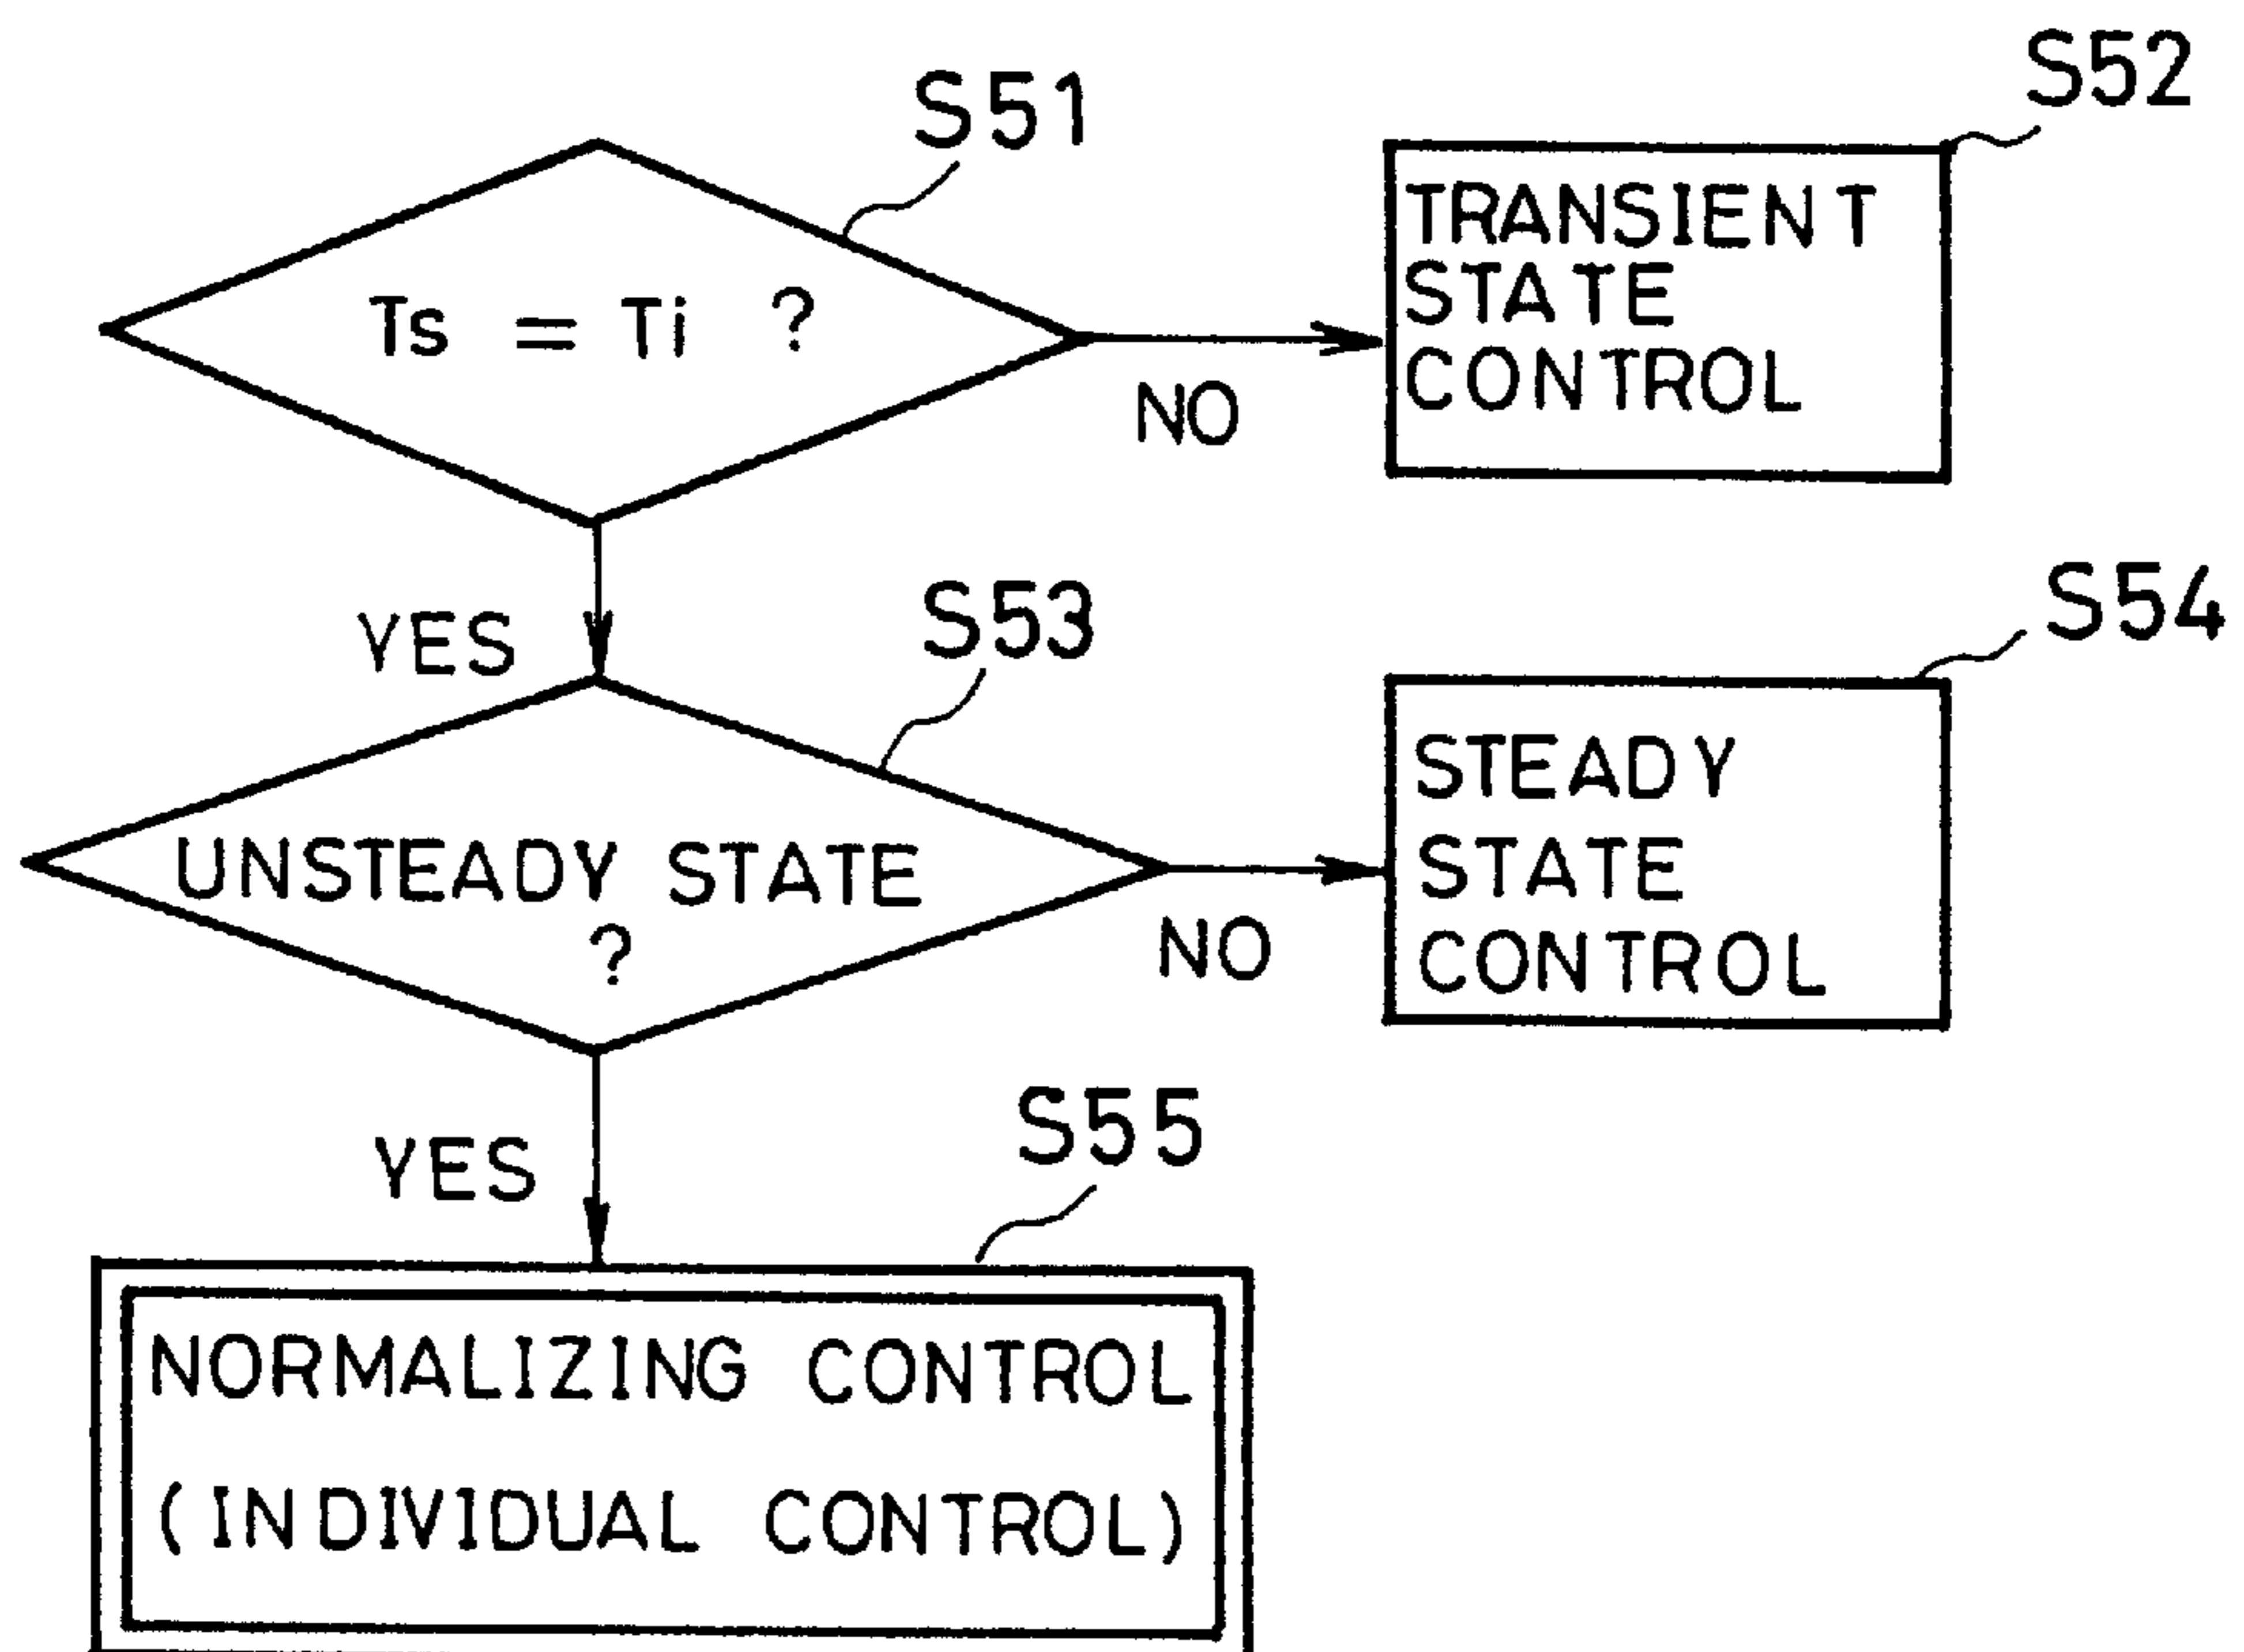 S51
S52
Ts = Ti ?
TRANSIENT
STATE
CONTROL
NO
YES
S53
S54
UNSTEADY STATE
?
STEADY
STATE
CONTROL
NO
YES
S55
NORMALIZING CONTROL
(INDIVIDUAL CONTROL)